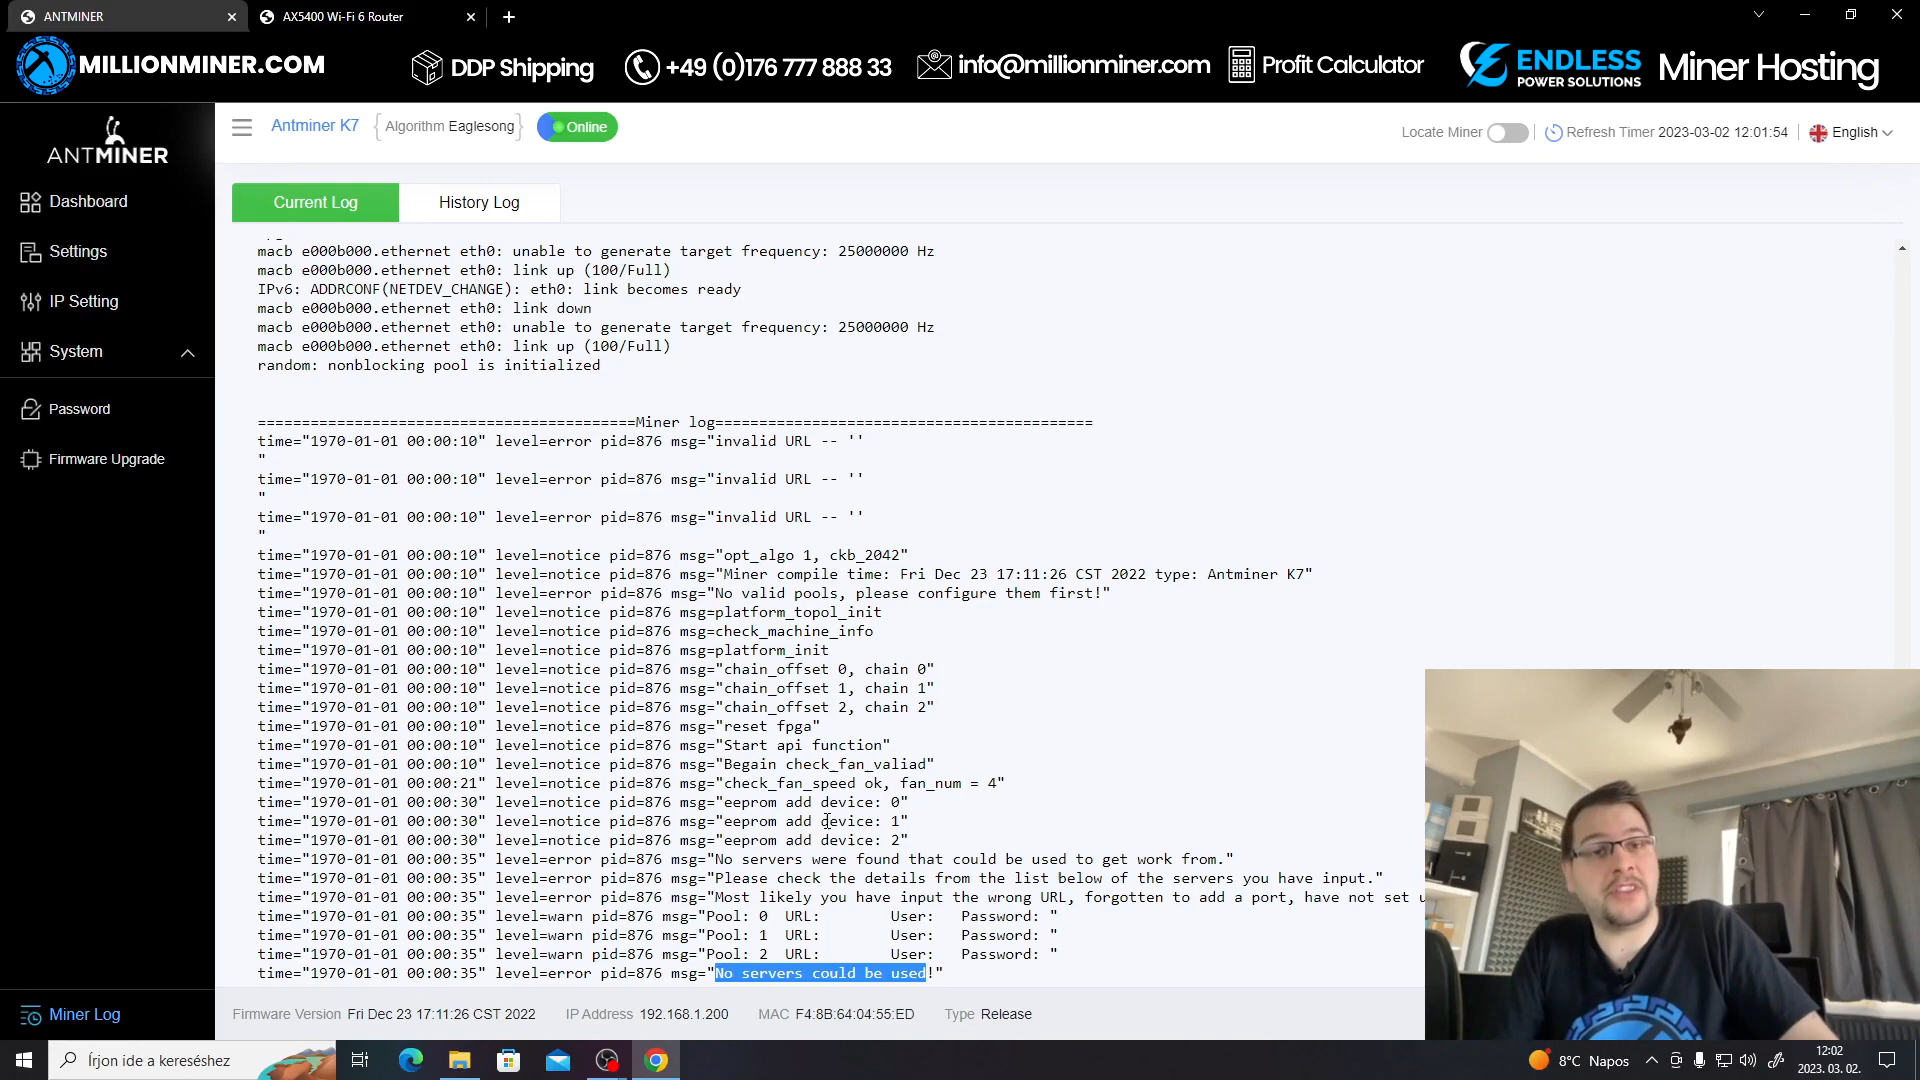 ANTMINER
AX5400 Wi-Fi 6 Router
MILLIONMINER.COM
DDP Shipping
+49 (0)176 777 888 33
info@millionminer.com
Profit Calculator
ENDLESS
POWER SOLUTIONS
Miner Hosting
ANTMINER
Antminer K7
Algorithm Eaglesong
Online
Locate Miner
Refresh Timer 2023-03-02 12:01:54
English
Dashboard
Settings
IP Setting
System
Password
Firmware Upgrade
Miner Log
Current Log
History Log
macb e000b000.ethernet eth0: unable to generate target frequency: 25000000 Hz
macb e000b000.ethernet eth0: link up (100/Full)
IPv6: ADDRCONF(NETDEV_CHANGE): eth0: link becomes ready
macb e000b000.ethernet eth0: link down
macb e000b000.ethernet eth0: unable to generate target frequency: 25000000 Hz
macb e000b000.ethernet eth0: link up (100/Full)
random: nonblocking pool is initialized
===========================================Miner log===========================================
time="1970-01-01 00:00:10" level=error pid=876 msg="invalid URL -- ''
"
time="1970-01-01 00:00:10" level=error pid=876 msg="invalid URL -- ''
"
time="1970-01-01 00:00:10" level=error pid=876 msg="invalid URL -- ''
"
time="1970-01-01 00:00:10" level=notice pid=876 msg="opt_algo 1, ckb_2042"
time="1970-01-01 00:00:10" level=notice pid=876 msg="Miner compile time: Fri Dec 23 17:11:26 CST 2022 type: Antminer K7"
time="1970-01-01 00:00:10" level=error pid=876 msg="No valid pools, please configure them first!"
time="1970-01-01 00:00:10" level=notice pid=876 msg=platform_topol_init
time="1970-01-01 00:00:10" level=notice pid=876 msg=check_machine_info
time="1970-01-01 00:00:10" level=notice pid=876 msg=platform_init
time="1970-01-01 00:00:10" level=notice pid=876 msg="chain_offset 0, chain 0"
time="1970-01-01 00:00:10" level=notice pid=876 msg="chain_offset 1, chain 1"
time="1970-01-01 00:00:10" level=notice pid=876 msg="chain_offset 2, chain 2"
time="1970-01-01 00:00:10" level=notice pid=876 msg="reset fpga"
time="1970-01-01 00:00:10" level=notice pid=876 msg="Start api function"
time="1970-01-01 00:00:10" level=notice pid=876 msg="Begain check_fan_valiad"
time="1970-01-01 00:00:21" level=notice pid=876 msg="check_fan_speed ok, fan_num = 4"
time="1970-01-01 00:00:30" level=notice pid=876 msg="eeprom add device: 0"
time="1970-01-01 00:00:30" level=notice pid=876 msg="eeprom add device: 1"
time="1970-01-01 00:00:30" level=notice pid=876 msg="eeprom add device: 2"
time="1970-01-01 00:00:35" level=error pid=876 msg="No servers were found that could be used to get work from."
time="1970-01-01 00:00:35" level=error pid=876 msg="Please check the details from the list below of the servers you have input."
time="1970-01-01 00:00:35" level=error pid=876 msg="Most likely you have input the wrong URL, forgotten to add a port, have not set u
time="1970-01-01 00:00:35" level=warn pid=876 msg="Pool: 0 URL: User: Password: "
time="1970-01-01 00:00:35" level=warn pid=876 msg="Pool: 1 URL: User: Password: "
time="1970-01-01 00:00:35" level=warn pid=876 msg="Pool: 2 URL: User: Password: "
time="1970-01-01 00:00:35" level=error pid=876 msg="No servers could be used!"
Firmware Version Fri Dec 23 17:11:26 CST 2022
IP Address 192.168.1.200
MAC F4:8B:64:04:55:ED
Type Release
Írjon ide a kereséshez
8°C Napos
12:02
2023. 03. 02.